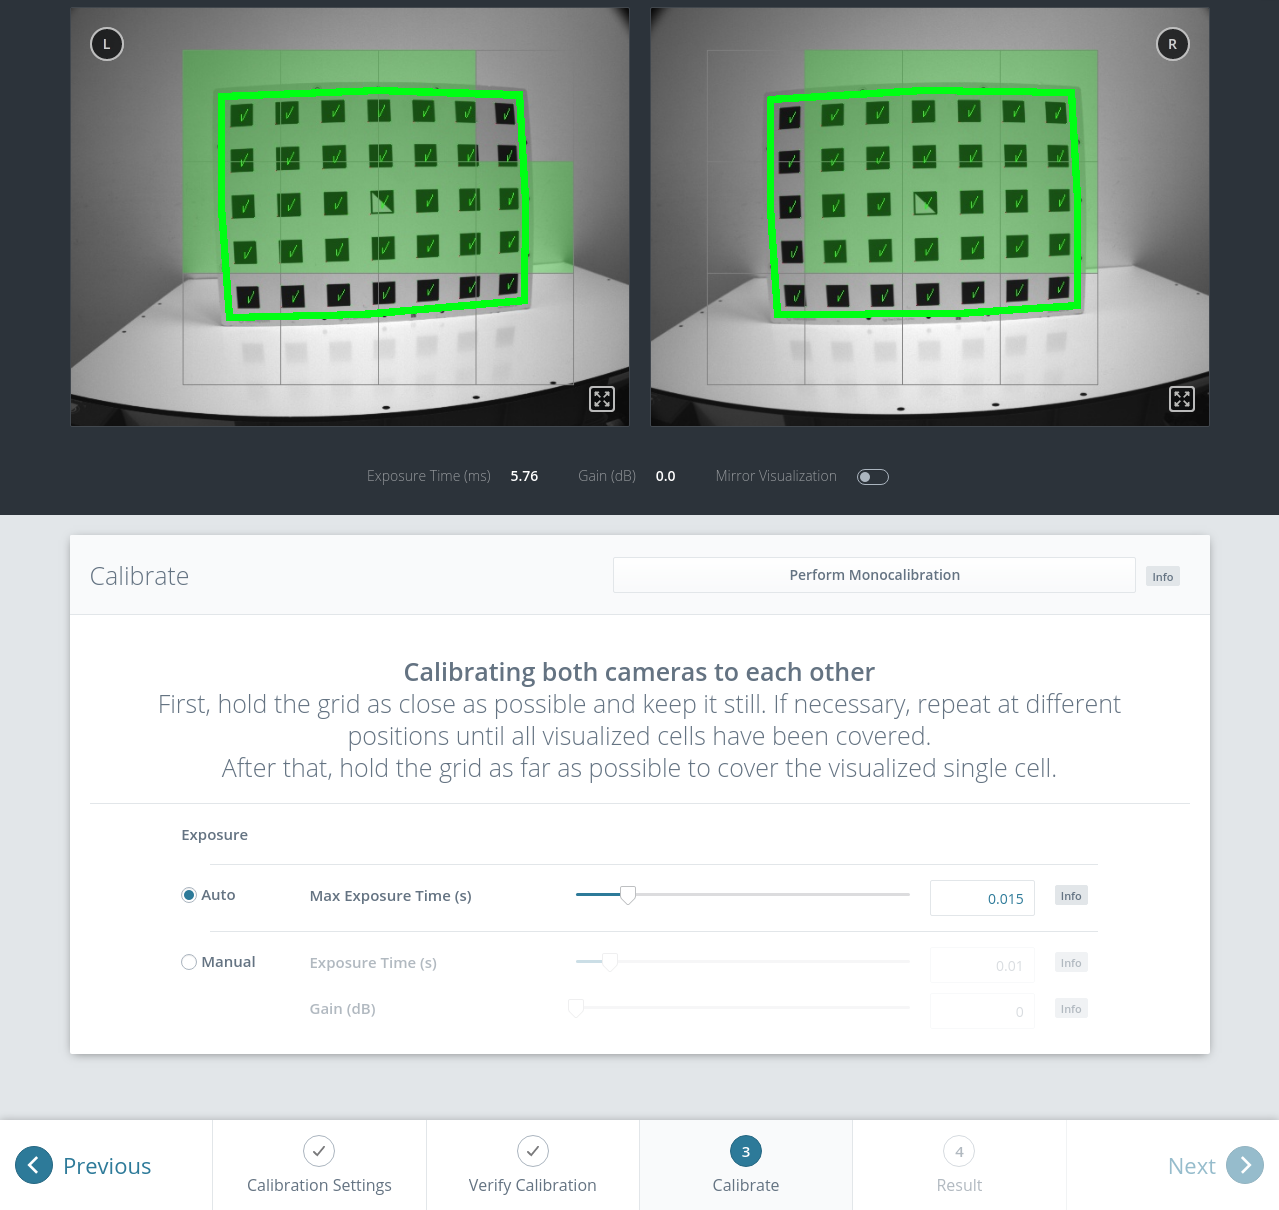 L
R
Exposure Time (ms) 5.76 Gain (dB) 0.0 Mirror Visualization
Calibrate Perform Monocalibration Info
Calibrating both cameras to each other
First, hold the grid as close as possible and keep it still. If necessary, repeat at different
positions until all visualized cells have been covered.
After that, hold the grid as far as possible to cover the visualized single cell.
Exposure
Auto Max Exposure Time (s) 0.015 Info
Manual Exposure Time (s) 0.01 Info
Gain (dB) 0 Info
Previous
Calibration Settings
Verify Calibration
3
Calibrate
4
Result
Next